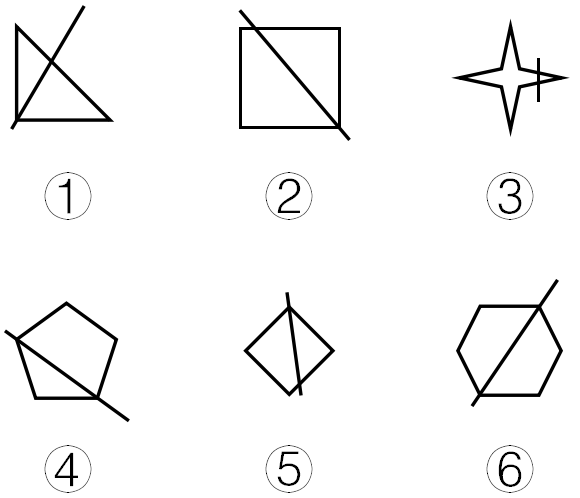 ① ② ③
④ ⑤ ⑥